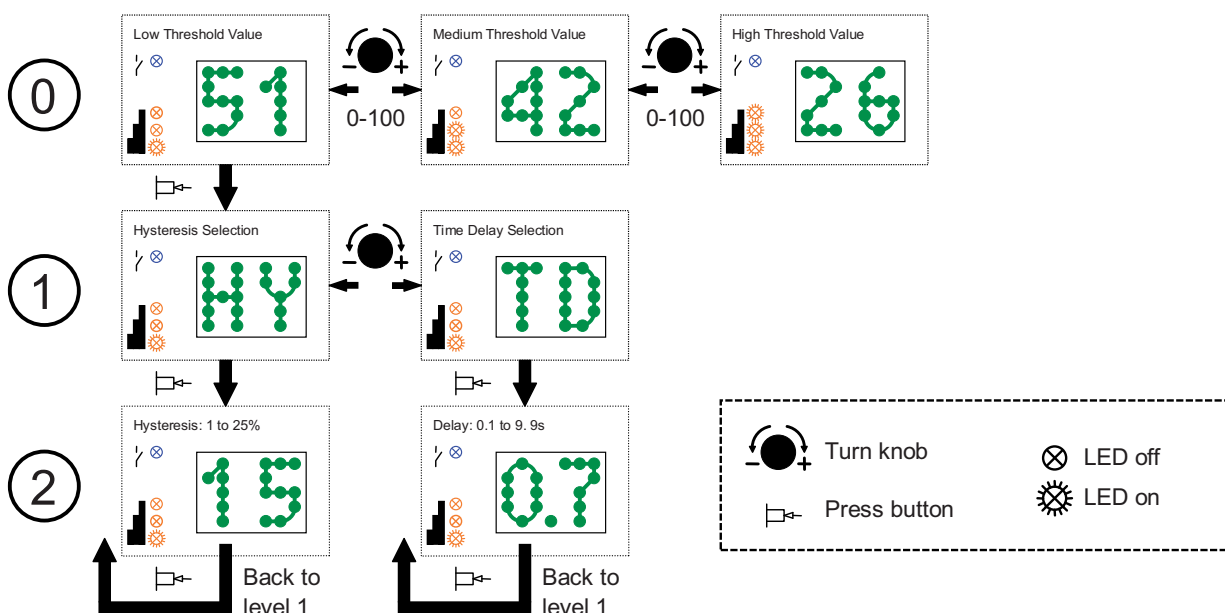 0
Low Threshold Value
51
- +
0-100
Medium Threshold Value
42
- +
0-100
High Threshold Value
26
1
Hysteresis Selection
HY
- +
Time Delay Selection
TD
2
Hysteresis: 1 to 25%
15
Back to
level 1
Delay: 0.1 to 9. 9s
0.7
Back to
level 1
- +
Turn knob
Press button
LED off
LED on